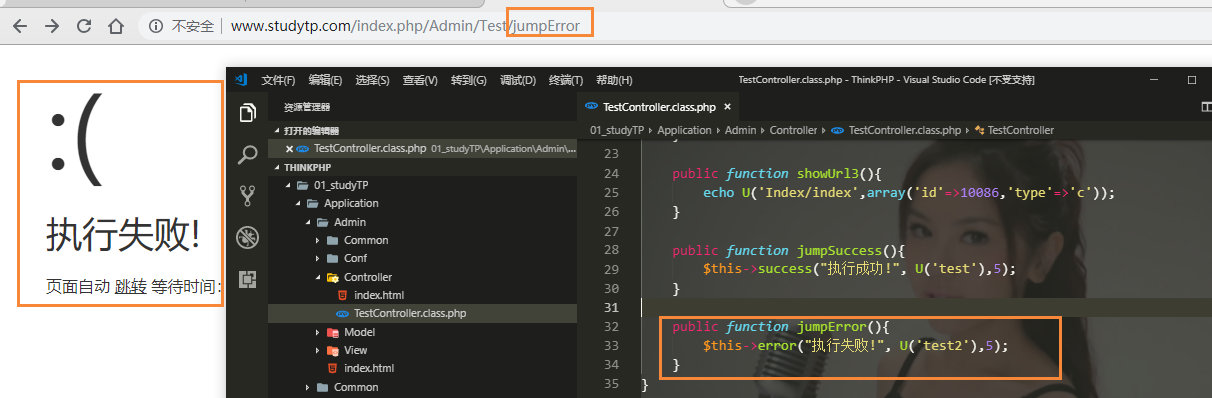 不安全 www.studytp.com/index.php/Admin/Test/jumpError
:(
执行失败!
页面自动 跳转 等待时间:
文件(F) 编辑(E) 选择(S) 查看(V) 转到(G) 调试(D) 终端(T) 帮助(H) TestController.class.php - ThinkPHP - Visual Studio Code [不受支持]
资源管理器
打开的编辑器
TestController.class.php 01_studyTP\Application\Admin\...
THINKPHP
01_studyTP
Application
Admin
Common
Conf
Controller
index.html
TestController.class.php
Model
View
index.html
Common
TestController.class.php
01_studyTP Application Admin Controller TestController.class.php TestController
23
24 public function showUrl3(){
25 echo U('Index/index',array('id'=>10086,'type'=>'c'));
26 }
27
28 public function jumpSuccess(){
29 $this->success("执行成功!", U('test'),5);
30 }
31
32 public function jumpError(){
33 $this->error("执行失败!", U('test2'),5);
34 }
35 }